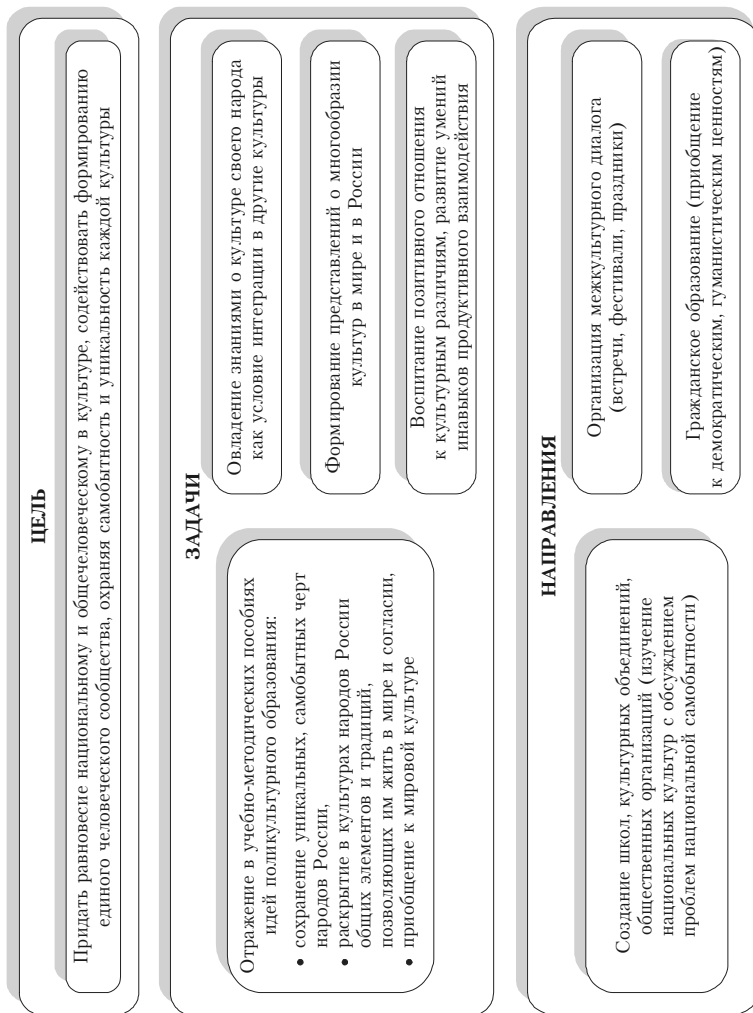 ЦЕЛЬ
Придать равновесие национальному и общечеловеческому в культуре, содействовать формированию
единого человеческого сообщества, охраняя самобытность и уникальность каждой культуры
ЗАДАЧИ
Отражение в учебно-методических пособиях
идей поликультурного образования:
• сохранение уникальных, самобытных черт
народов России,
• раскрытие в культурах народов России
общих элементов и традиций,
позволяющих им жить в мире и согласии,
• приобщение к мировой культуре
Овладение знаниями о культуре своего народа
как условие интеграции в другие культуры
Формирование представлений о многообразии
культур в мире и в России
Воспитание позитивного отношения
к культурным различиям, развитие умений
инавыков продуктивного взаимодействия
НАПРАВЛЕНИЯ
Создание школ, культурных объединений,
общественных организаций (изучение
национальных культур с обсуждением
проблем национальной самобытности)
Организация межкультурного диалога
(встречи, фестивали, праздники)
Гражданское образование (приобщение
к демократическим, гуманистическим ценностям)